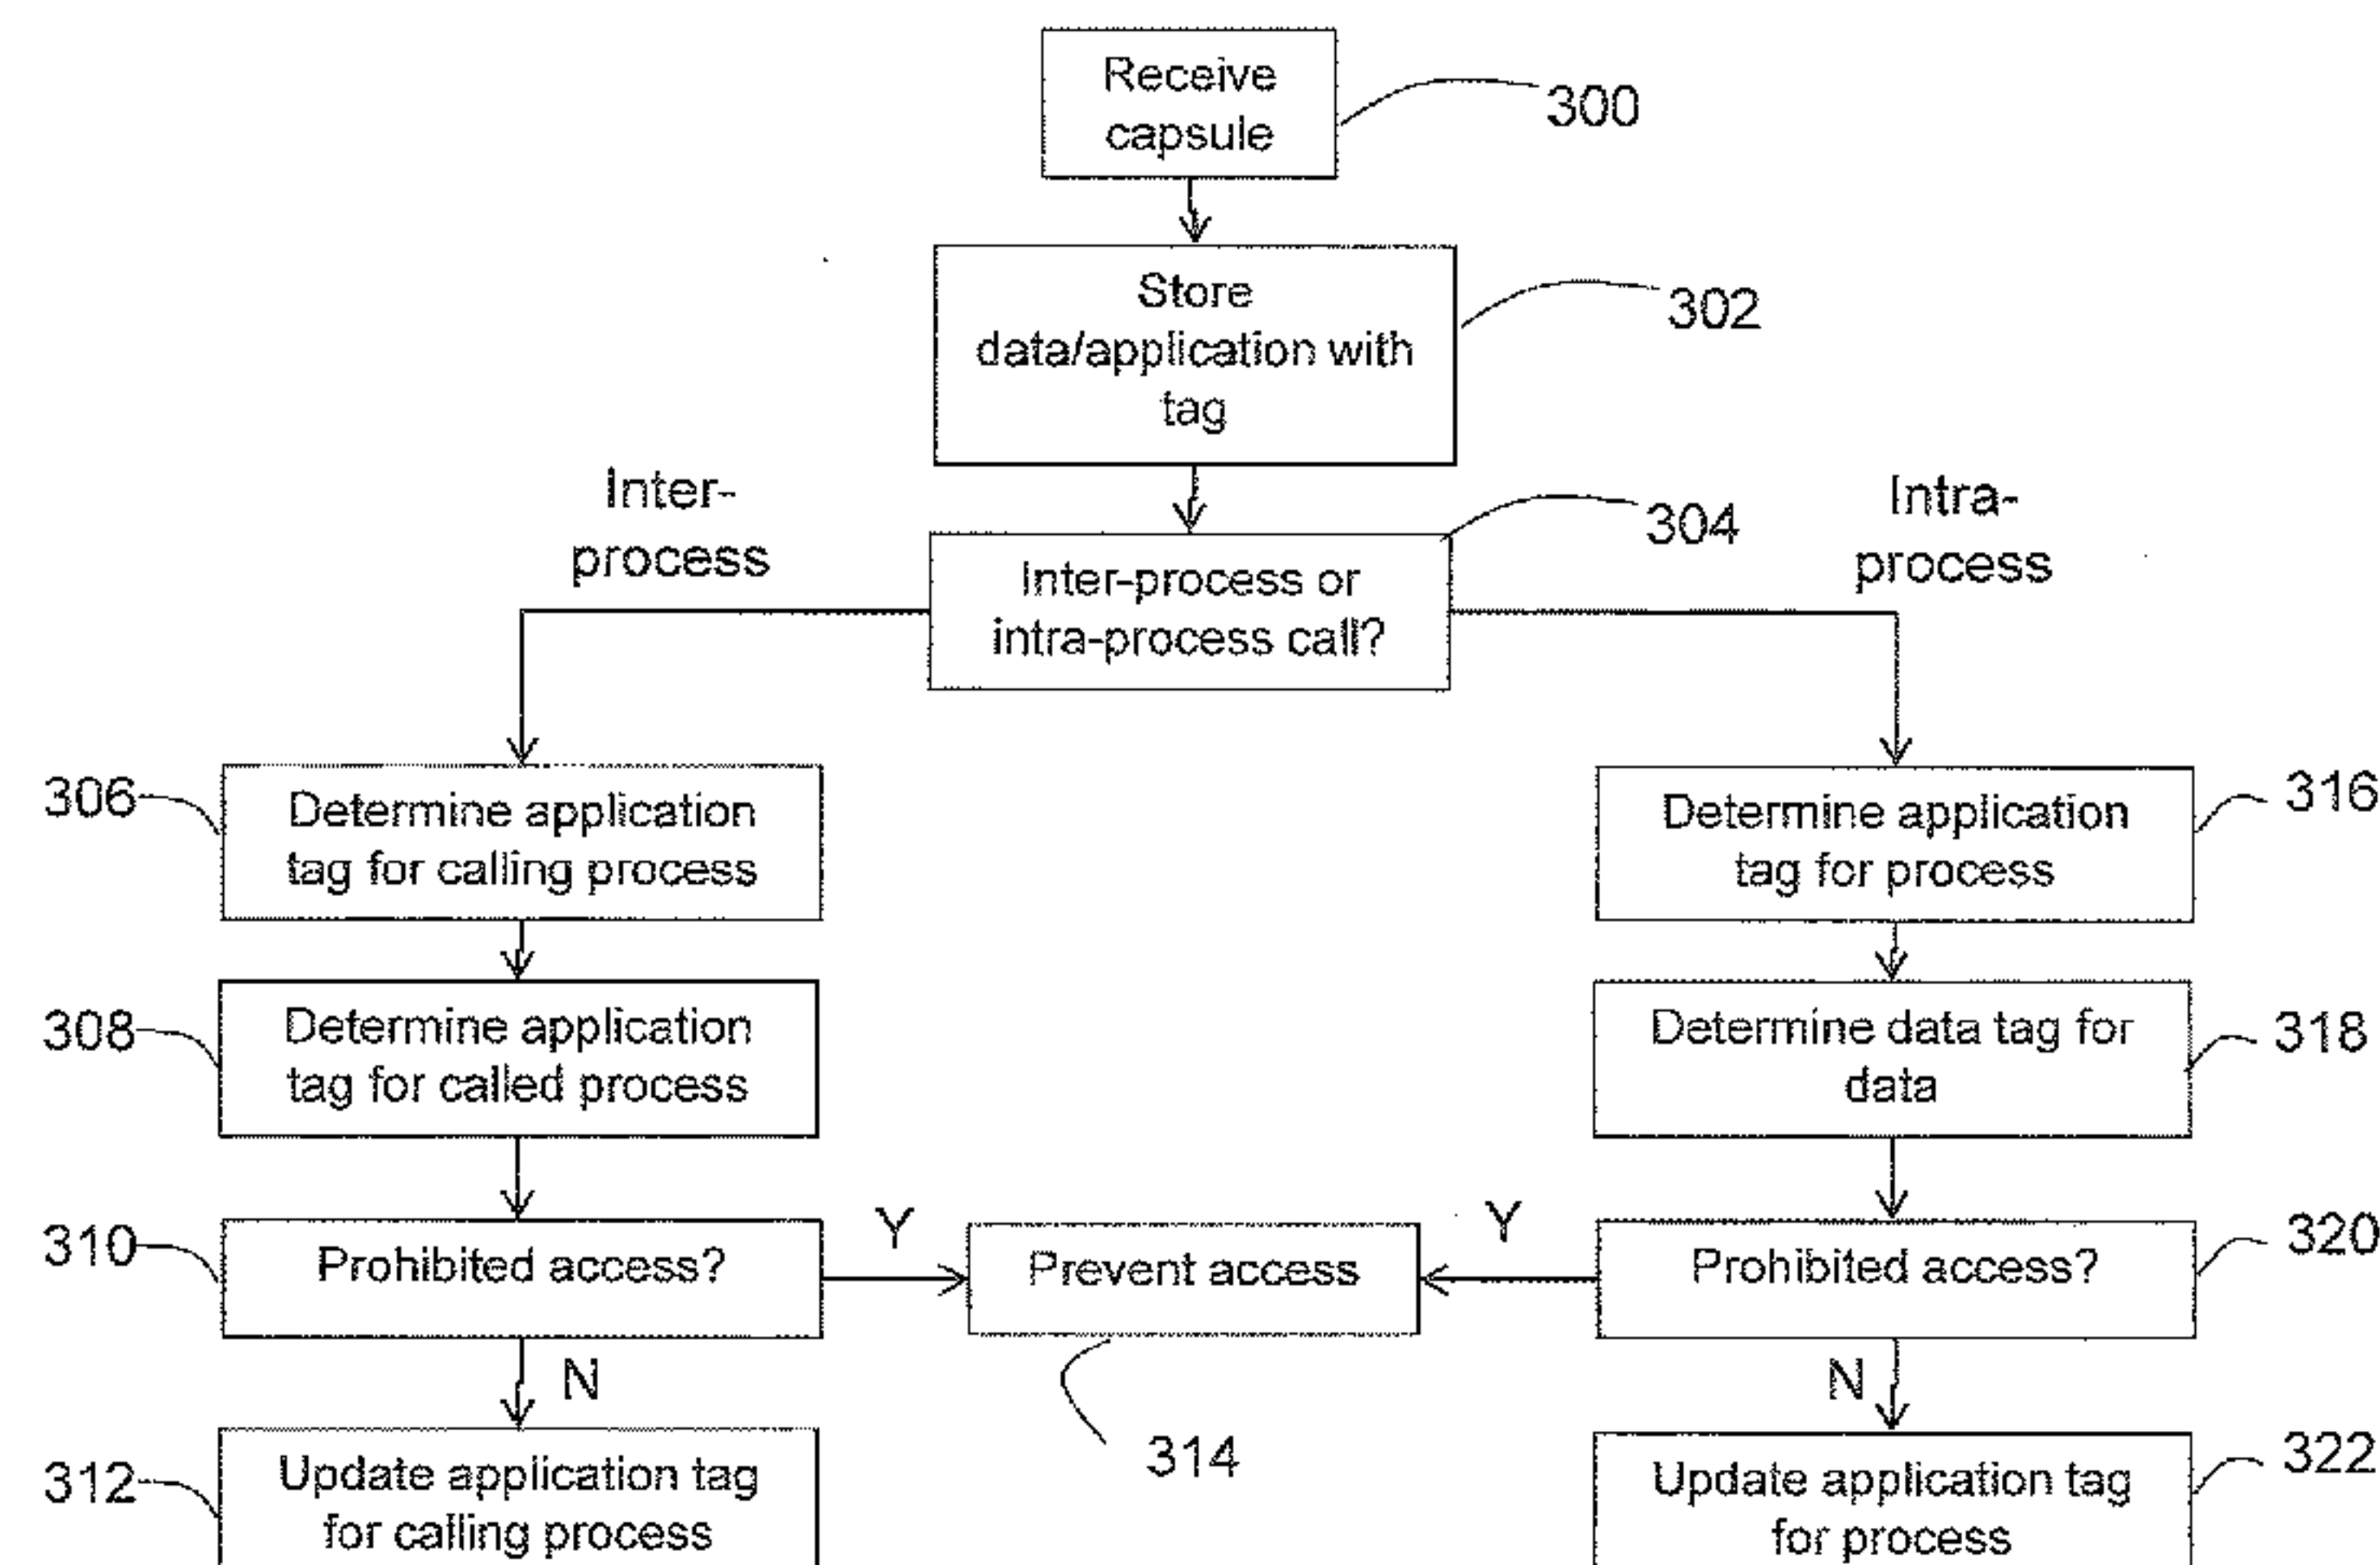 Receive
capsule
300
Store
data/application with
tag
302
Inter-
process
Inter-process or
intra-process call?
304
Intra-
process
306
Determine application
tag for calling process
Determine application
tag for process
316
308
Determine application
tag for called process
Determine data tag for
data
318
310
Prohibited access?
Y
Prevent access
Y
Prohibited access?
320
N
N
314
312
Update application tag
for calling process
Update application tag
for process
322